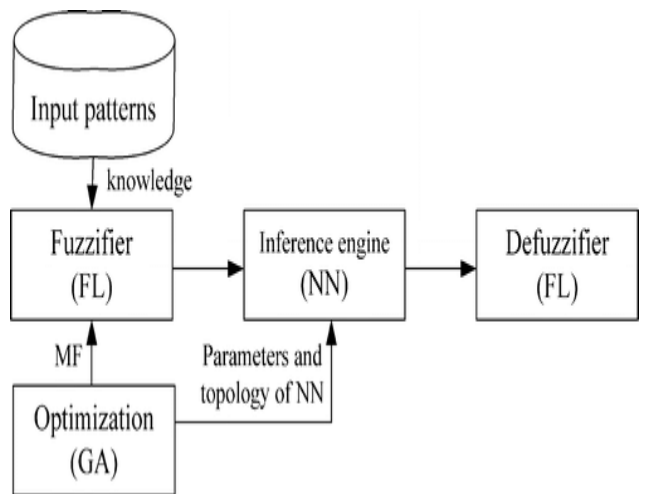 Input patterns
knowledge
Fuzzifier
(FL)
Inference engine
(NN)
Defuzzifier
(FL)
MF
Parameters and
topology of NN
Optimization
(GA)